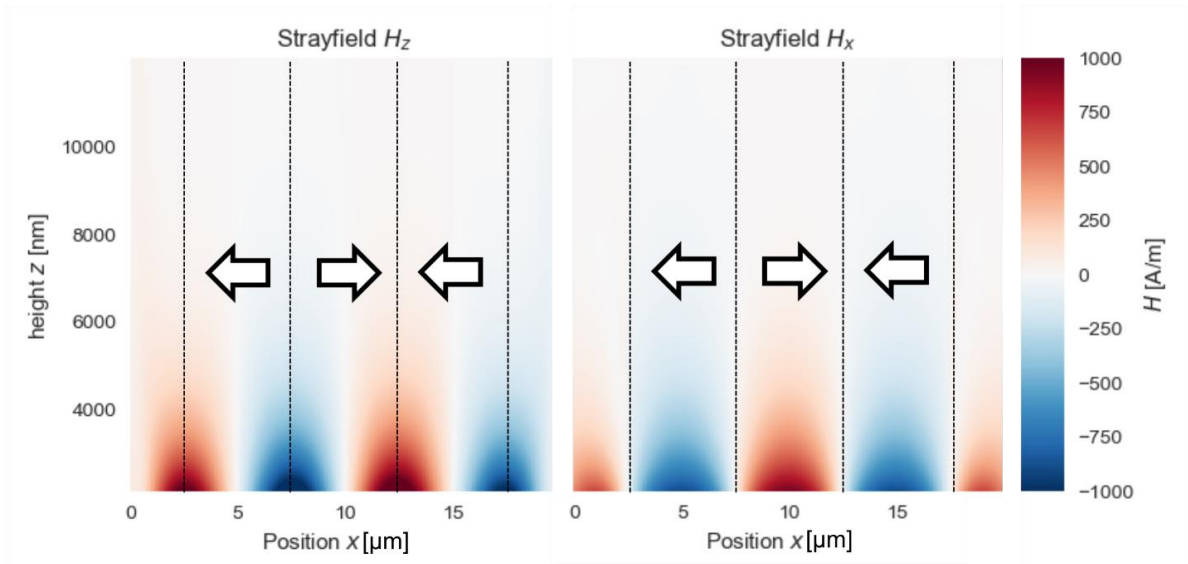 Strayfield Hz
Strayfield Hx
height z [nm]
10000
8000
6000
4000
0 5 10 15
Position x [µm]
0 5 10 15
Position x [µm]
1000
750
500
250
0
−250
−500
−750
−1000
H [A/m]